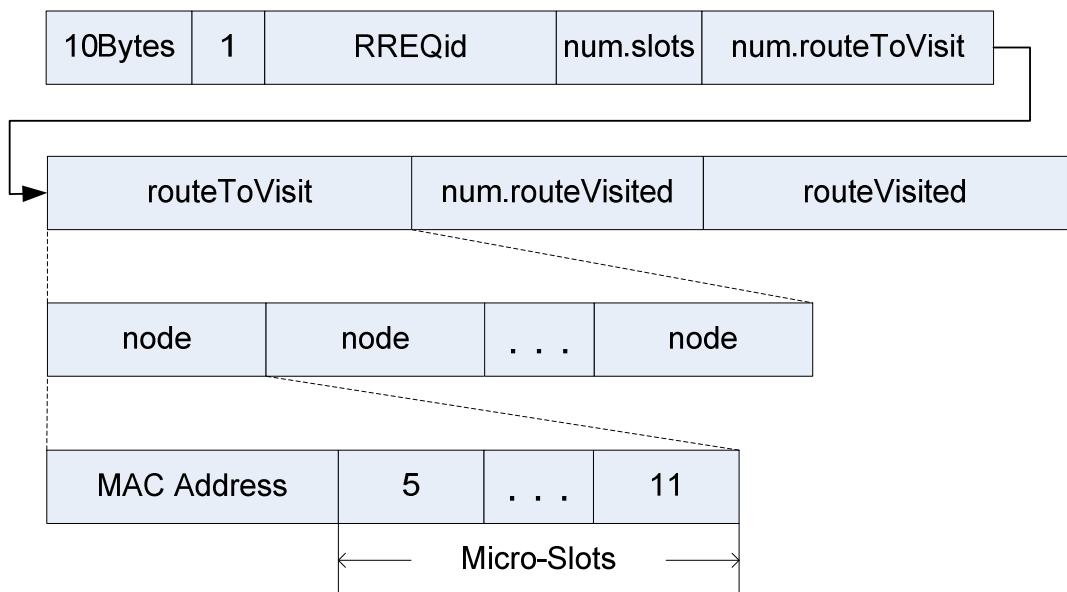 10Bytes 1 RREQid num.slots num.routeToVisit
routeToVisit num.routeVisited routeVisited
node node . . . node
MAC Address 5 . . . 11
Micro-Slots